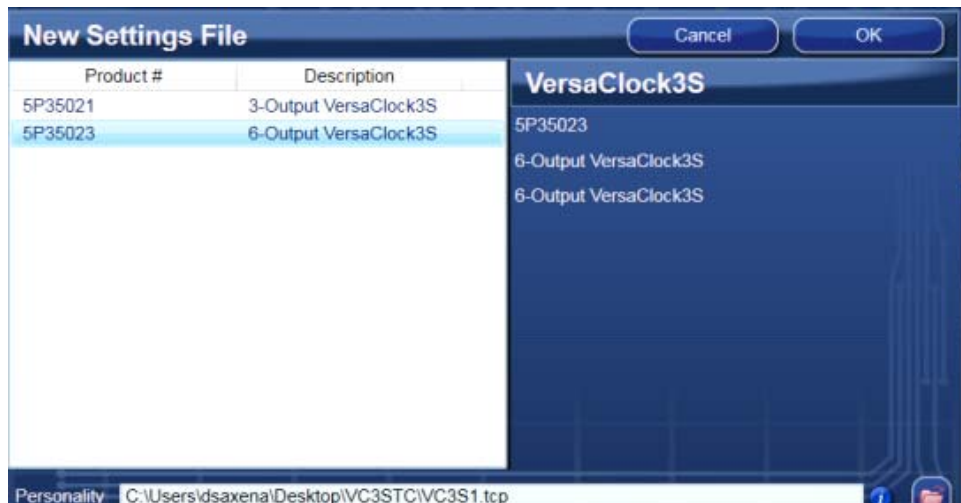 New Settings File
Cancel
OK
Product #
Description
5P35021
3-Output VersaClock3S
5P35023
6-Output VersaClock3S
VersaClock3S
5P35023
6-Output VersaClock3S
6-Output VersaClock3S
Personality
C:\Users\dsaxena\Desktop\VC3STC\VC3S1.tcp
i